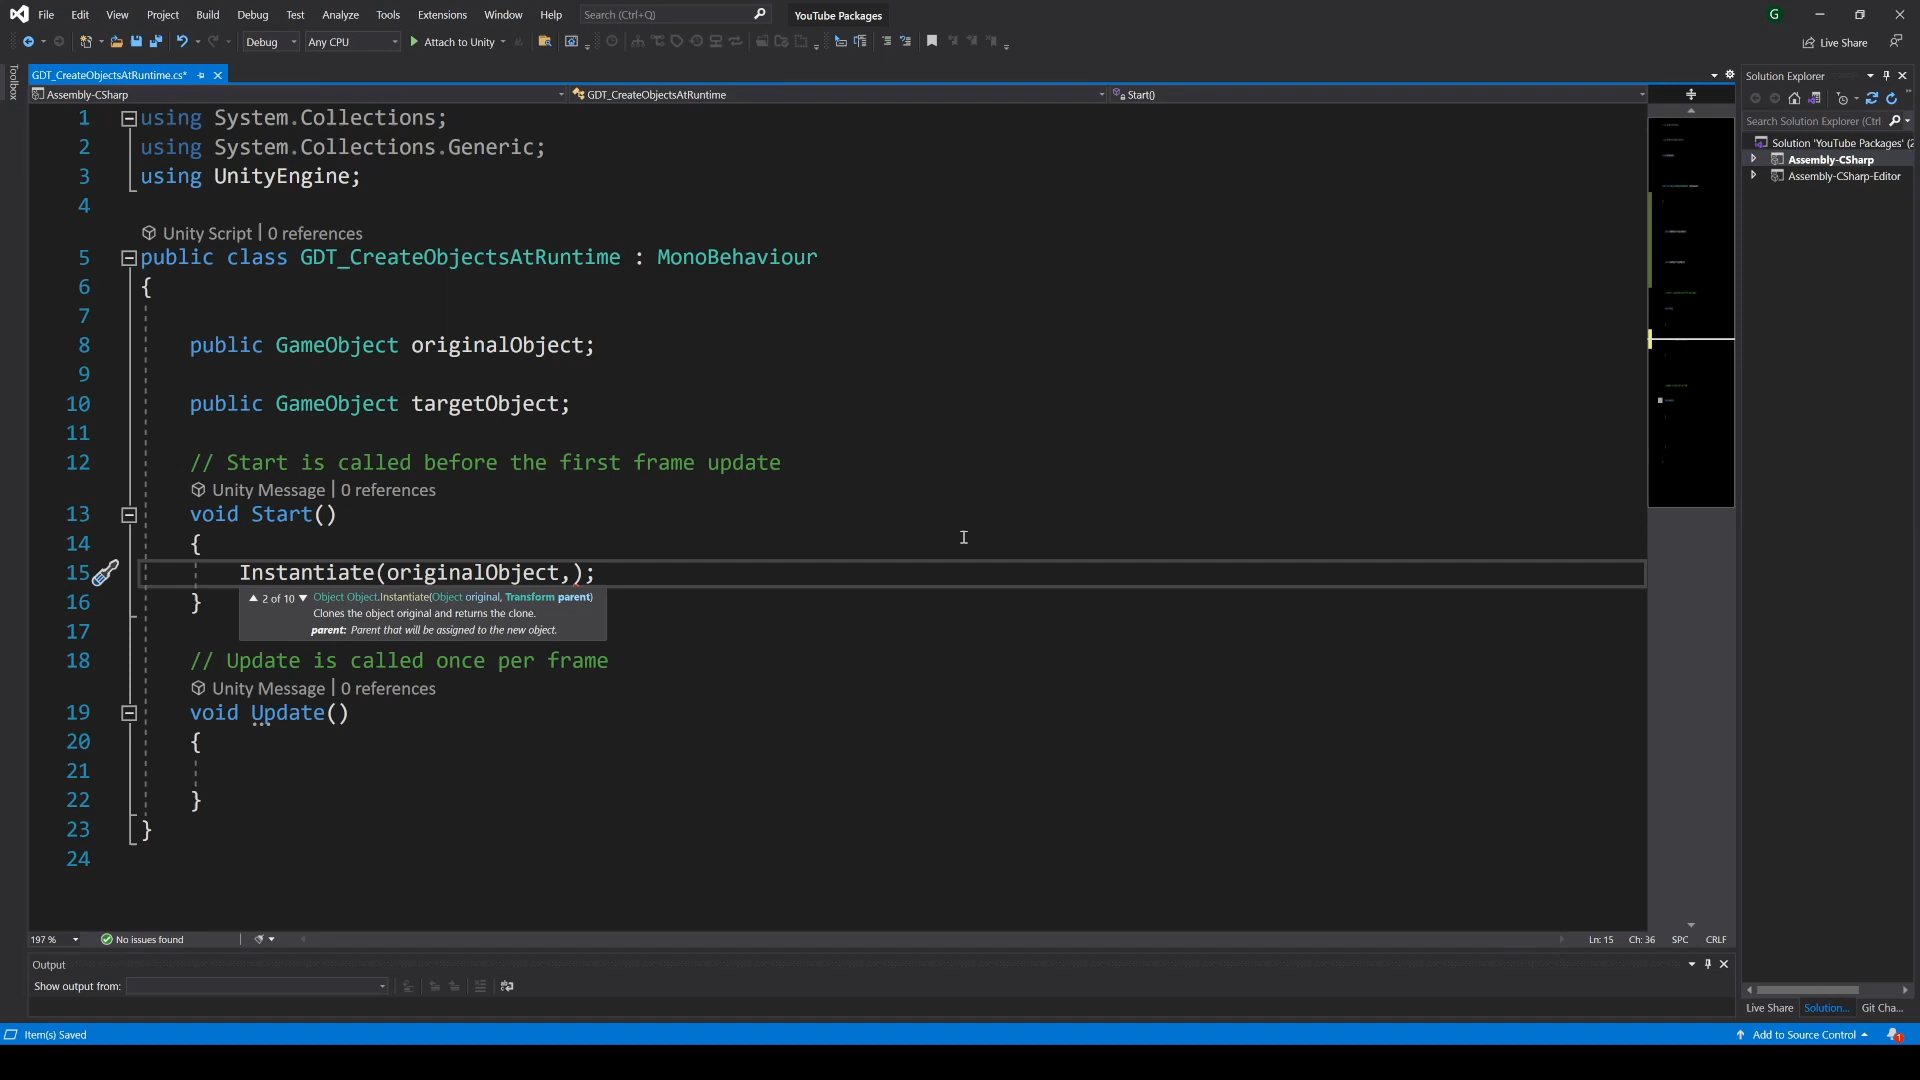 File Edit View Project Build Debug Test Analyze Tools Extensions Window Help Search (Ctrl+Q) YouTube Packages G
Debug Any CPU Attach to Unity Live Share
Toolbox
GDT_CreateObjectsAtRuntime.cs*
Assembly-CSharp GDT_CreateObjectsAtRuntime Start()
1 using System.Collections;
2 using System.Collections.Generic;
3 using UnityEngine;
4
Unity Script | 0 references
5 public class GDT_CreateObjectsAtRuntime : MonoBehaviour
6 {
7
8 public GameObject originalObject;
9
10 public GameObject targetObject;
11
12 // Start is called before the first frame update
Unity Message | 0 references
13 void Start()
14 {
15 Instantiate(originalObject,);
2 of 10 Object Object.Instantiate(Object original, Transform parent)
Clones the object original and returns the clone.
parent: Parent that will be assigned to the new object.
16 }
17
18 // Update is called once per frame
Unity Message | 0 references
19 void Update()
20 {
21
22 }
23 }
24
197 % No issues found Ln: 15 Ch: 36 SPC CRLF
Output
Show output from:
Solution Explorer
Search Solution Explorer (Ctrl
Solution 'YouTube Packages' (2
Assembly-CSharp
Assembly-CSharp-Editor
Live Share Solution... Git Cha...
Item(s) Saved Add to Source Control 1